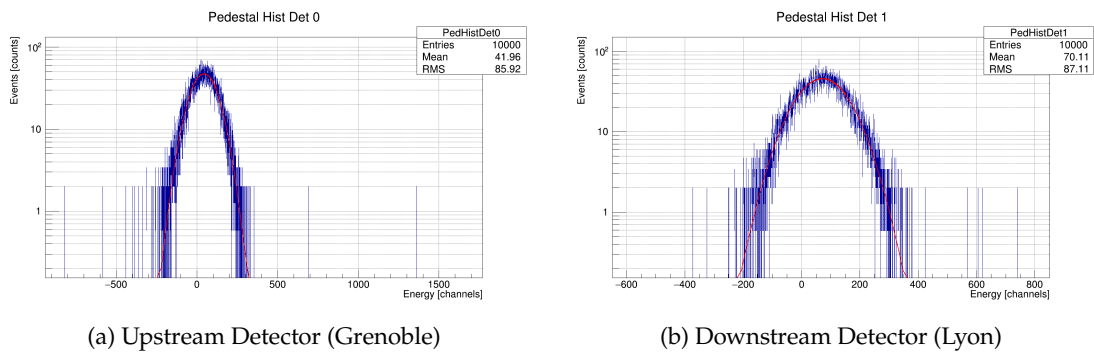 Pedestal Hist Det 0
PedHistDet0
Entries 10000
Mean 41.96
RMS 85.92
Events [counts]
10²
10
1
−500 0 500 1000 1500
Energy [channels]
(a) Upstream Detector (Grenoble)
Pedestal Hist Det 1
PedHistDet1
Entries 10000
Mean 70.11
RMS 87.11
Events [counts]
10²
10
1
−600 −400 −200 0 200 400 600 800
Energy [channels]
(b) Downstream Detector (Lyon)